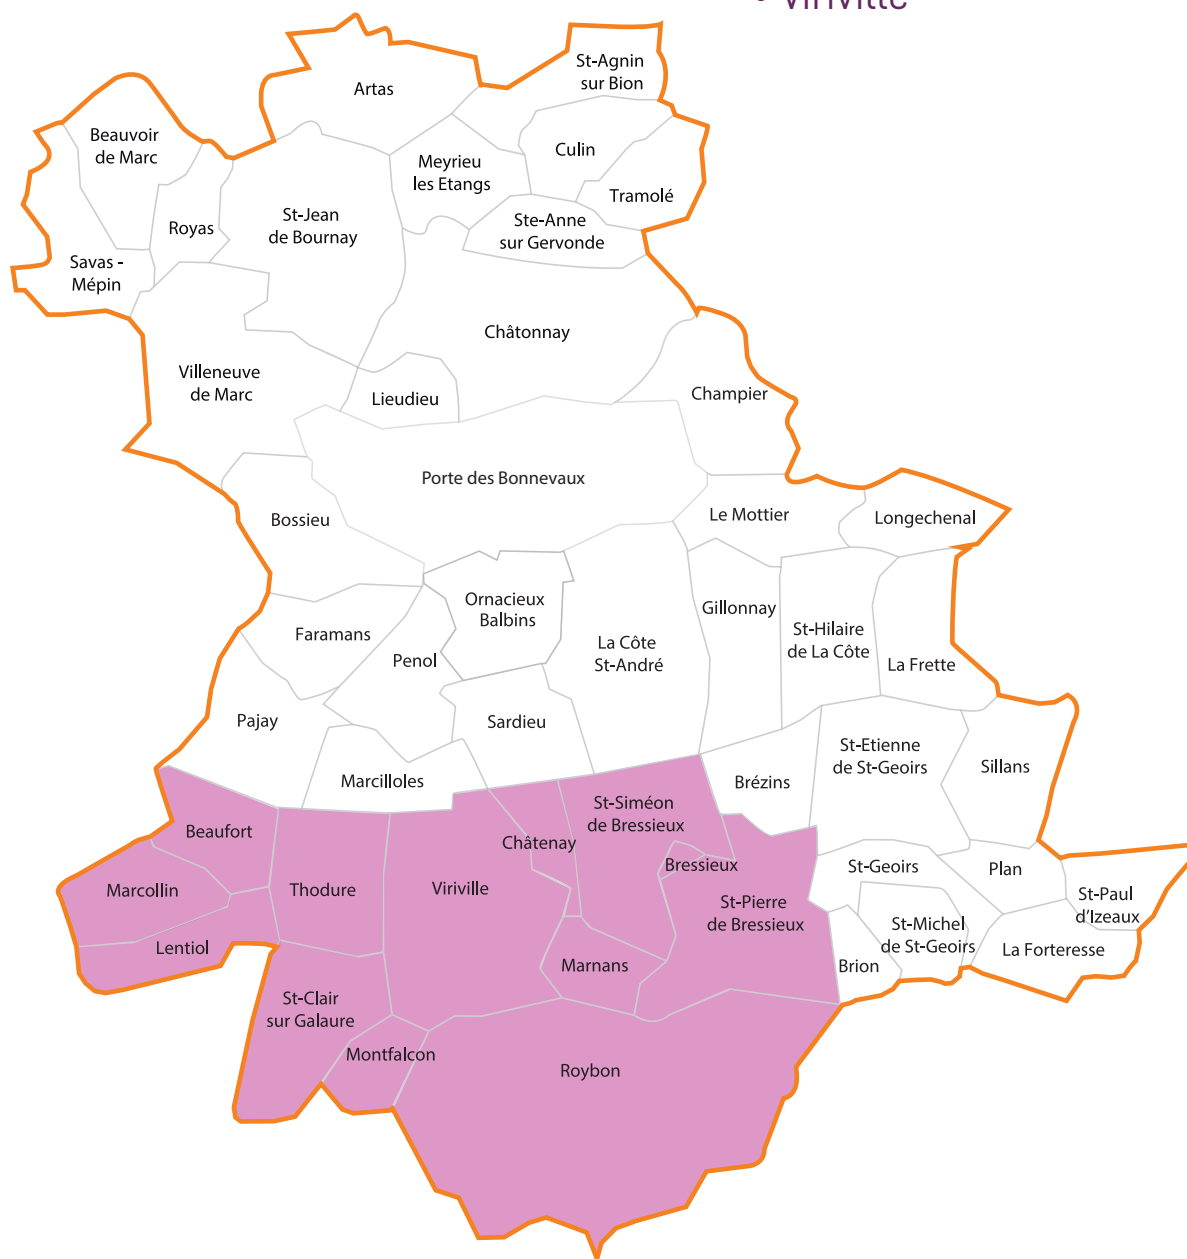 • Viriville
St-Agnin
sur Bion
Artas
Beauvoir
de Marc
Culin
Meyrieu
les Etangs
Tramolé
St-Jean
de Bournay
Royas
Ste-Anne
sur Gervonde
Savas -
Mépin
Châtonnay
Villeneuve
de Marc
Lieudieu
Champier
Porte des Bonnevaux
Bossieu
Le Mottier
Longechenal
Ornacieux
Balbins
Gillonnay
Faramans
St-Hilaire
de La Côte
La Côte
St-André
Penol
La Frette
Pajay
Sardieu
St-Etienne
de St-Geoirs
Sillans
Marcilloles
Brézins
St-Siméon
de Bressieux
Beaufort
Châtenay
Bressieux
St-Geoirs
Plan
Marcollin
Thodure
Viriville
St-Pierre
de Bressieux
St-Paul
d'Izeaux
St-Michel
de St-Geoirs
Lentiol
La Forteresse
Marnans
Brion
St-Clair
sur Galaure
Montfalcon
Roybon